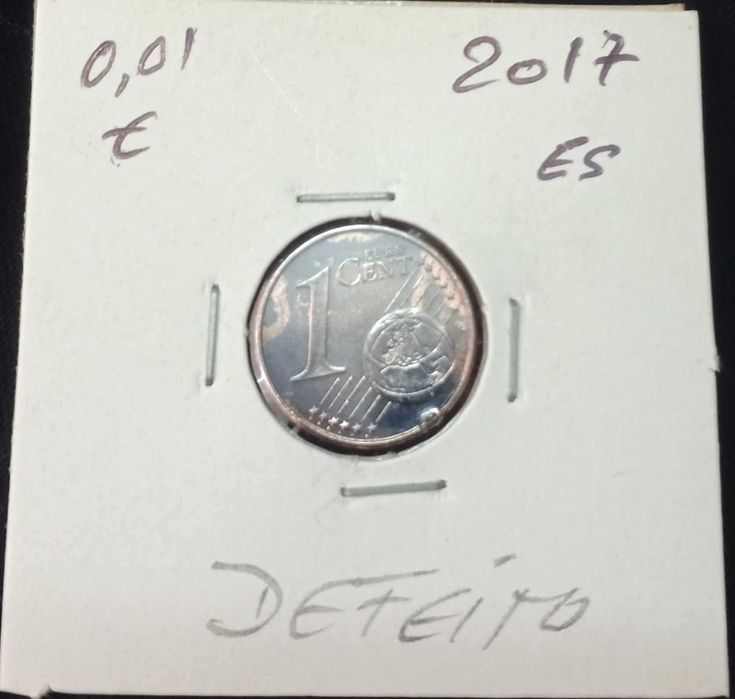 0,01 2017
€ ES
1 EURO
CENT
DEFEITO